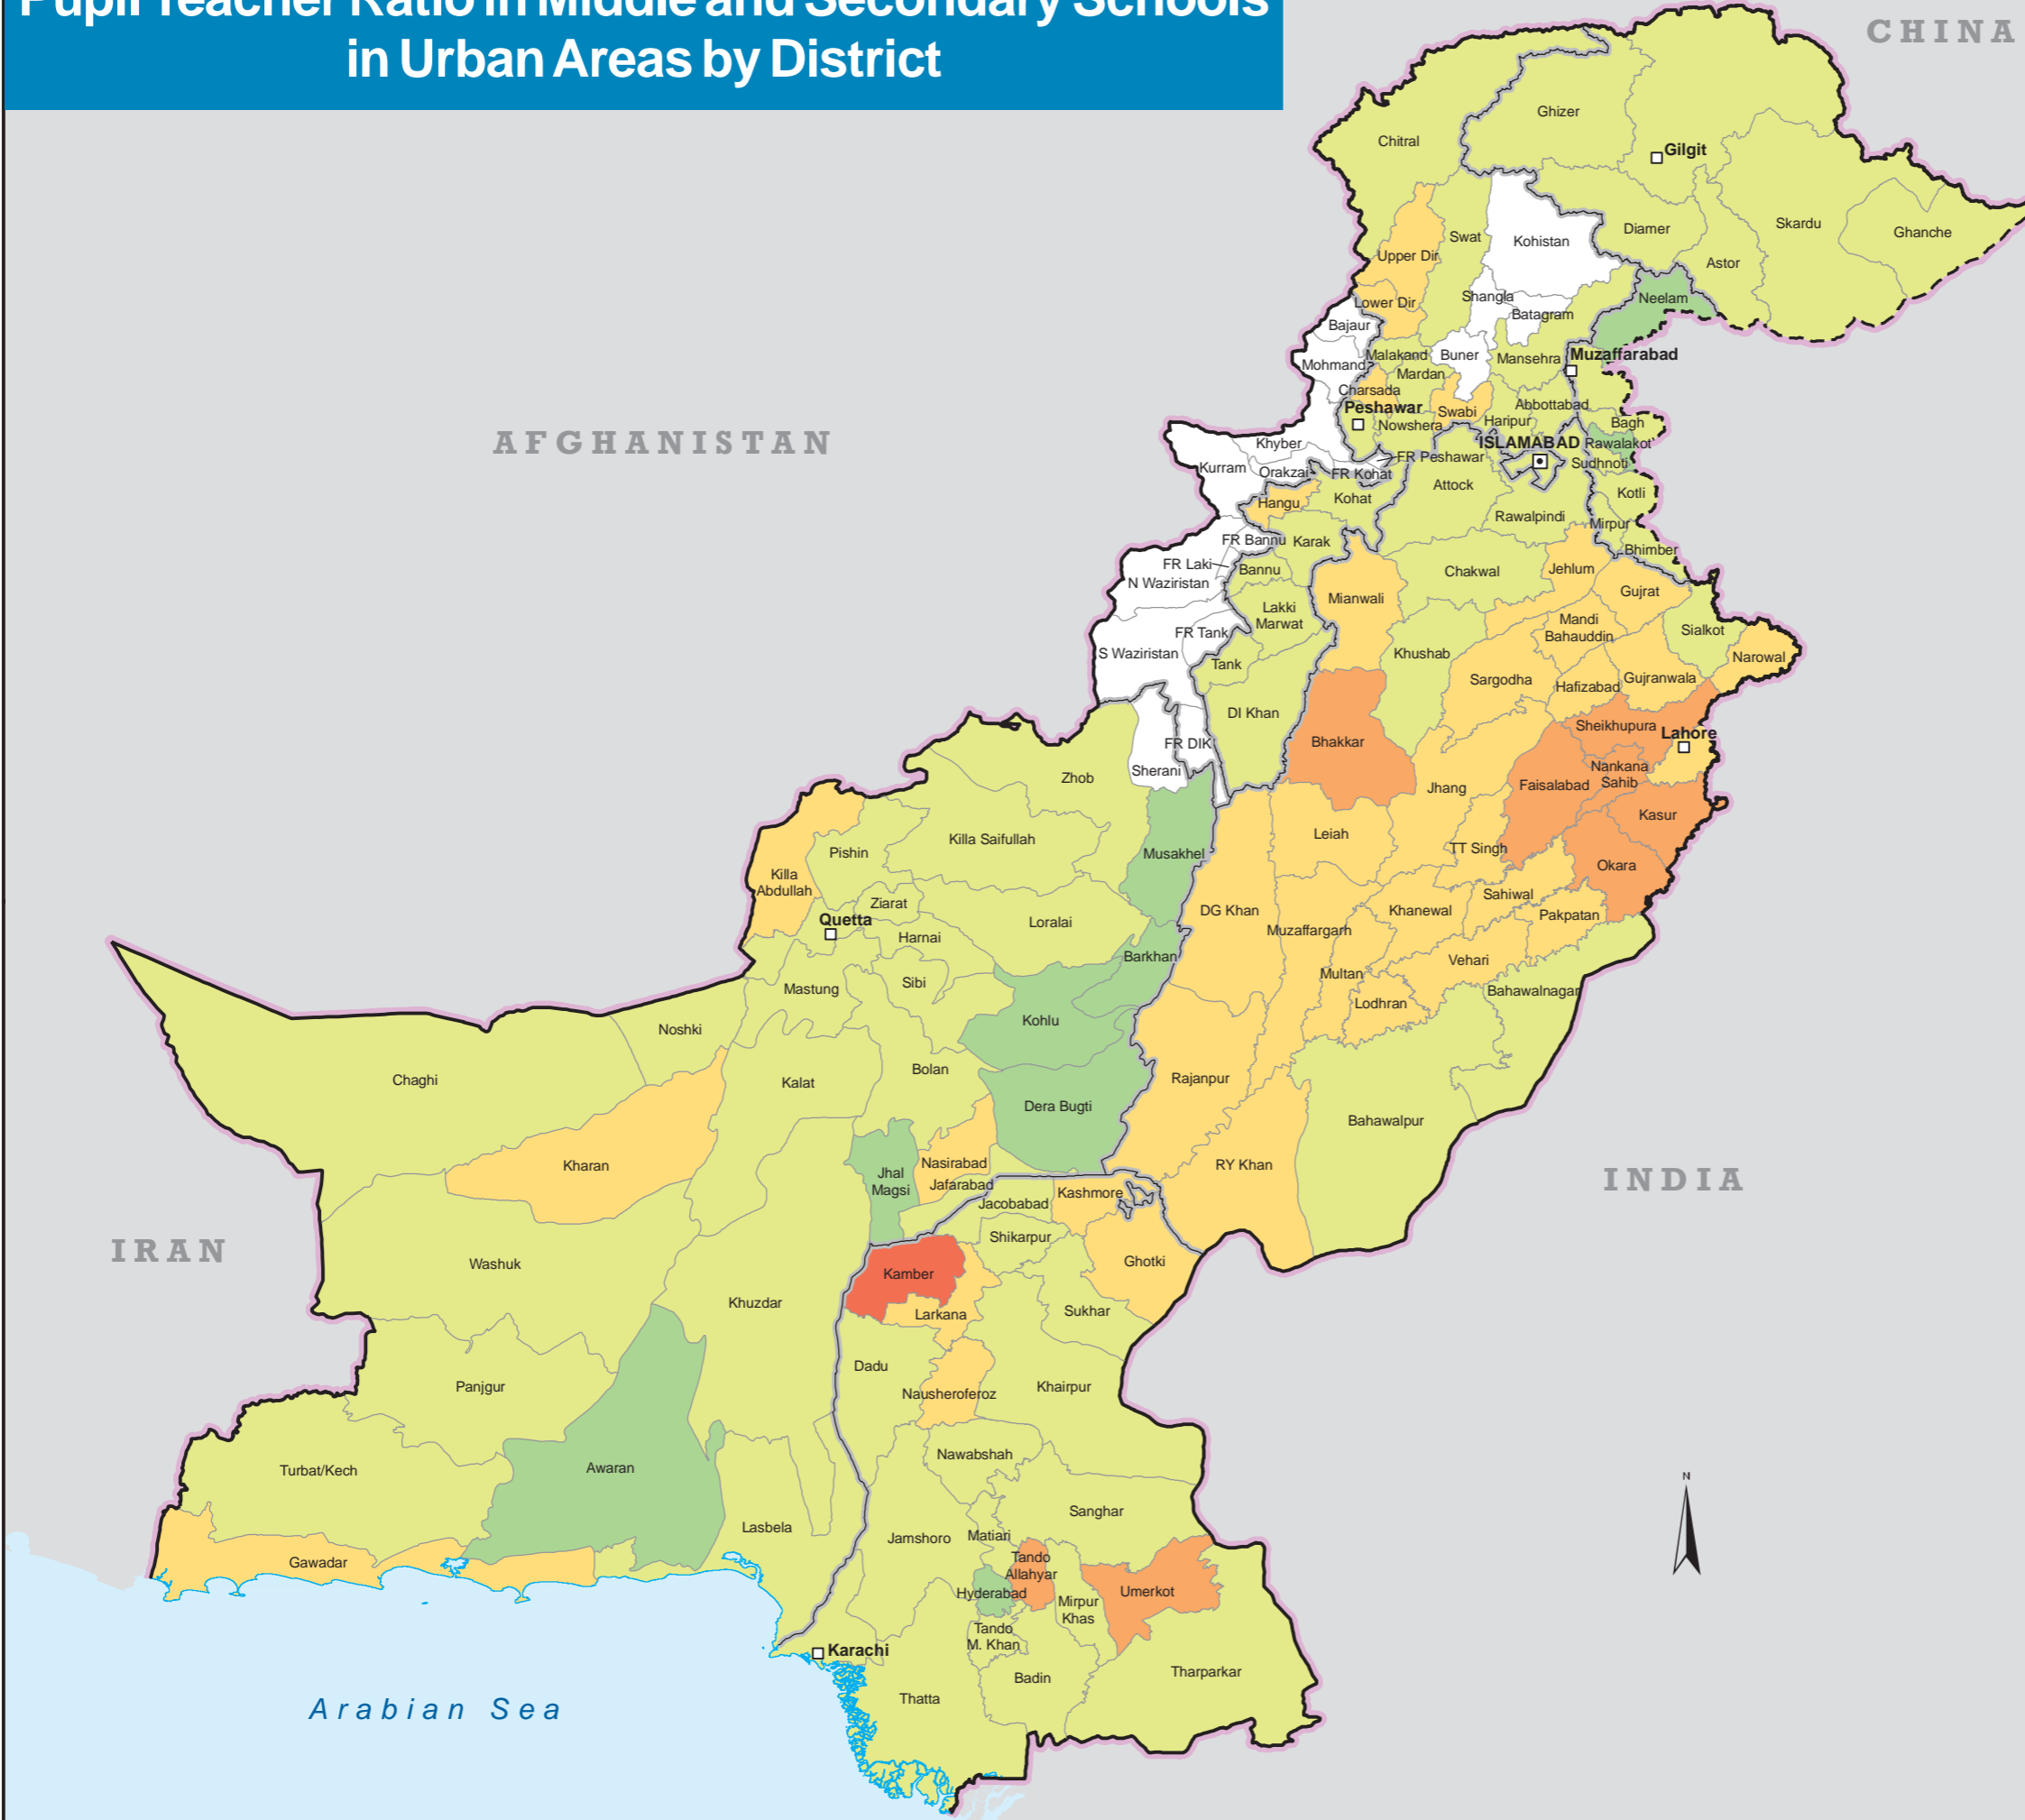 Pupil Teacher Ratio in Middle and Secondary Schools
in Urban Areas by District
CHINA
Ghizer
Chitral
Gilgit
Skardu
Diamer
Ghanche
Swat
Kohistan
Upper Dir
Astor
Neelam
Shangla
Lower Dir
Batagram
Bajaur
Malakand
Buner
Mansehra
Muzaffarabad
Mohmand
Mardan
Charsada
Abbottabad
Peshawar
Swabi
Haripur
Bagh
Nowshera
AFGHANISTAN
Khyber
ISLAMABAD
Rawalakot
FR Peshawar
Sudhnoti
Kurram
Orakzai
FR Kohat
Attock
Kotli
Hangu
Kohat
Rawalpindi
Mirpur
FR Bannu
Karak
Bhimber
FR Laki
Bannu
Chakwal
Jehlum
N Waziristan
Gujrat
Mianwali
Lakki
Marwat
Mandi
Bahauddin
FR Tank
Sialkot
S Waziristan
Tank
Khushab
Narowal
Sargodha
Hafizabad
Gujranwala
DI Khan
Sheikhupura
Lahore
FR DIK
Bhakkar
Sherani
Nankana
Sahib
Zhob
Faisalabad
Jhang
Kasur
Killa Saifullah
Leiah
Pishin
Musakhel
TT Singh
Okara
Killa
Abdullah
Sahiwal
Ziarat
DG Khan
Khanewal
Pakpatan
Quetta
Loralai
Muzaffargarh
Harnai
Barkhan
Vehari
Multan
Sibi
Mastung
Bahawalnagar
Lodhran
Kohlu
Noshki
Bolan
Chaghi
Kalat
Rajanpur
Dera Bugti
Bahawalpur
Kharan
Nasirabad
RY Khan
Jhal
Magsi
INDIA
Jafarabad
Kashmore
Jacobabad
Shikarpur
IRAN
Washuk
Kamber
Ghotki
Khuzdar
Larkana
Sukhar
Dadu
Panjgur
Nausheroferoz
Khairpur
Nawabshah
Turbat/Kech
Awaran
N
Sanghar
Lasbela
Jamshoro
Matiari
Gawadar
Tando
Allahyar
Hyderabad
Umerkot
Mirpur
Khas
Tando
M. Khan
Karachi
Badin
Tharparkar
Thatta
Arabian Sea